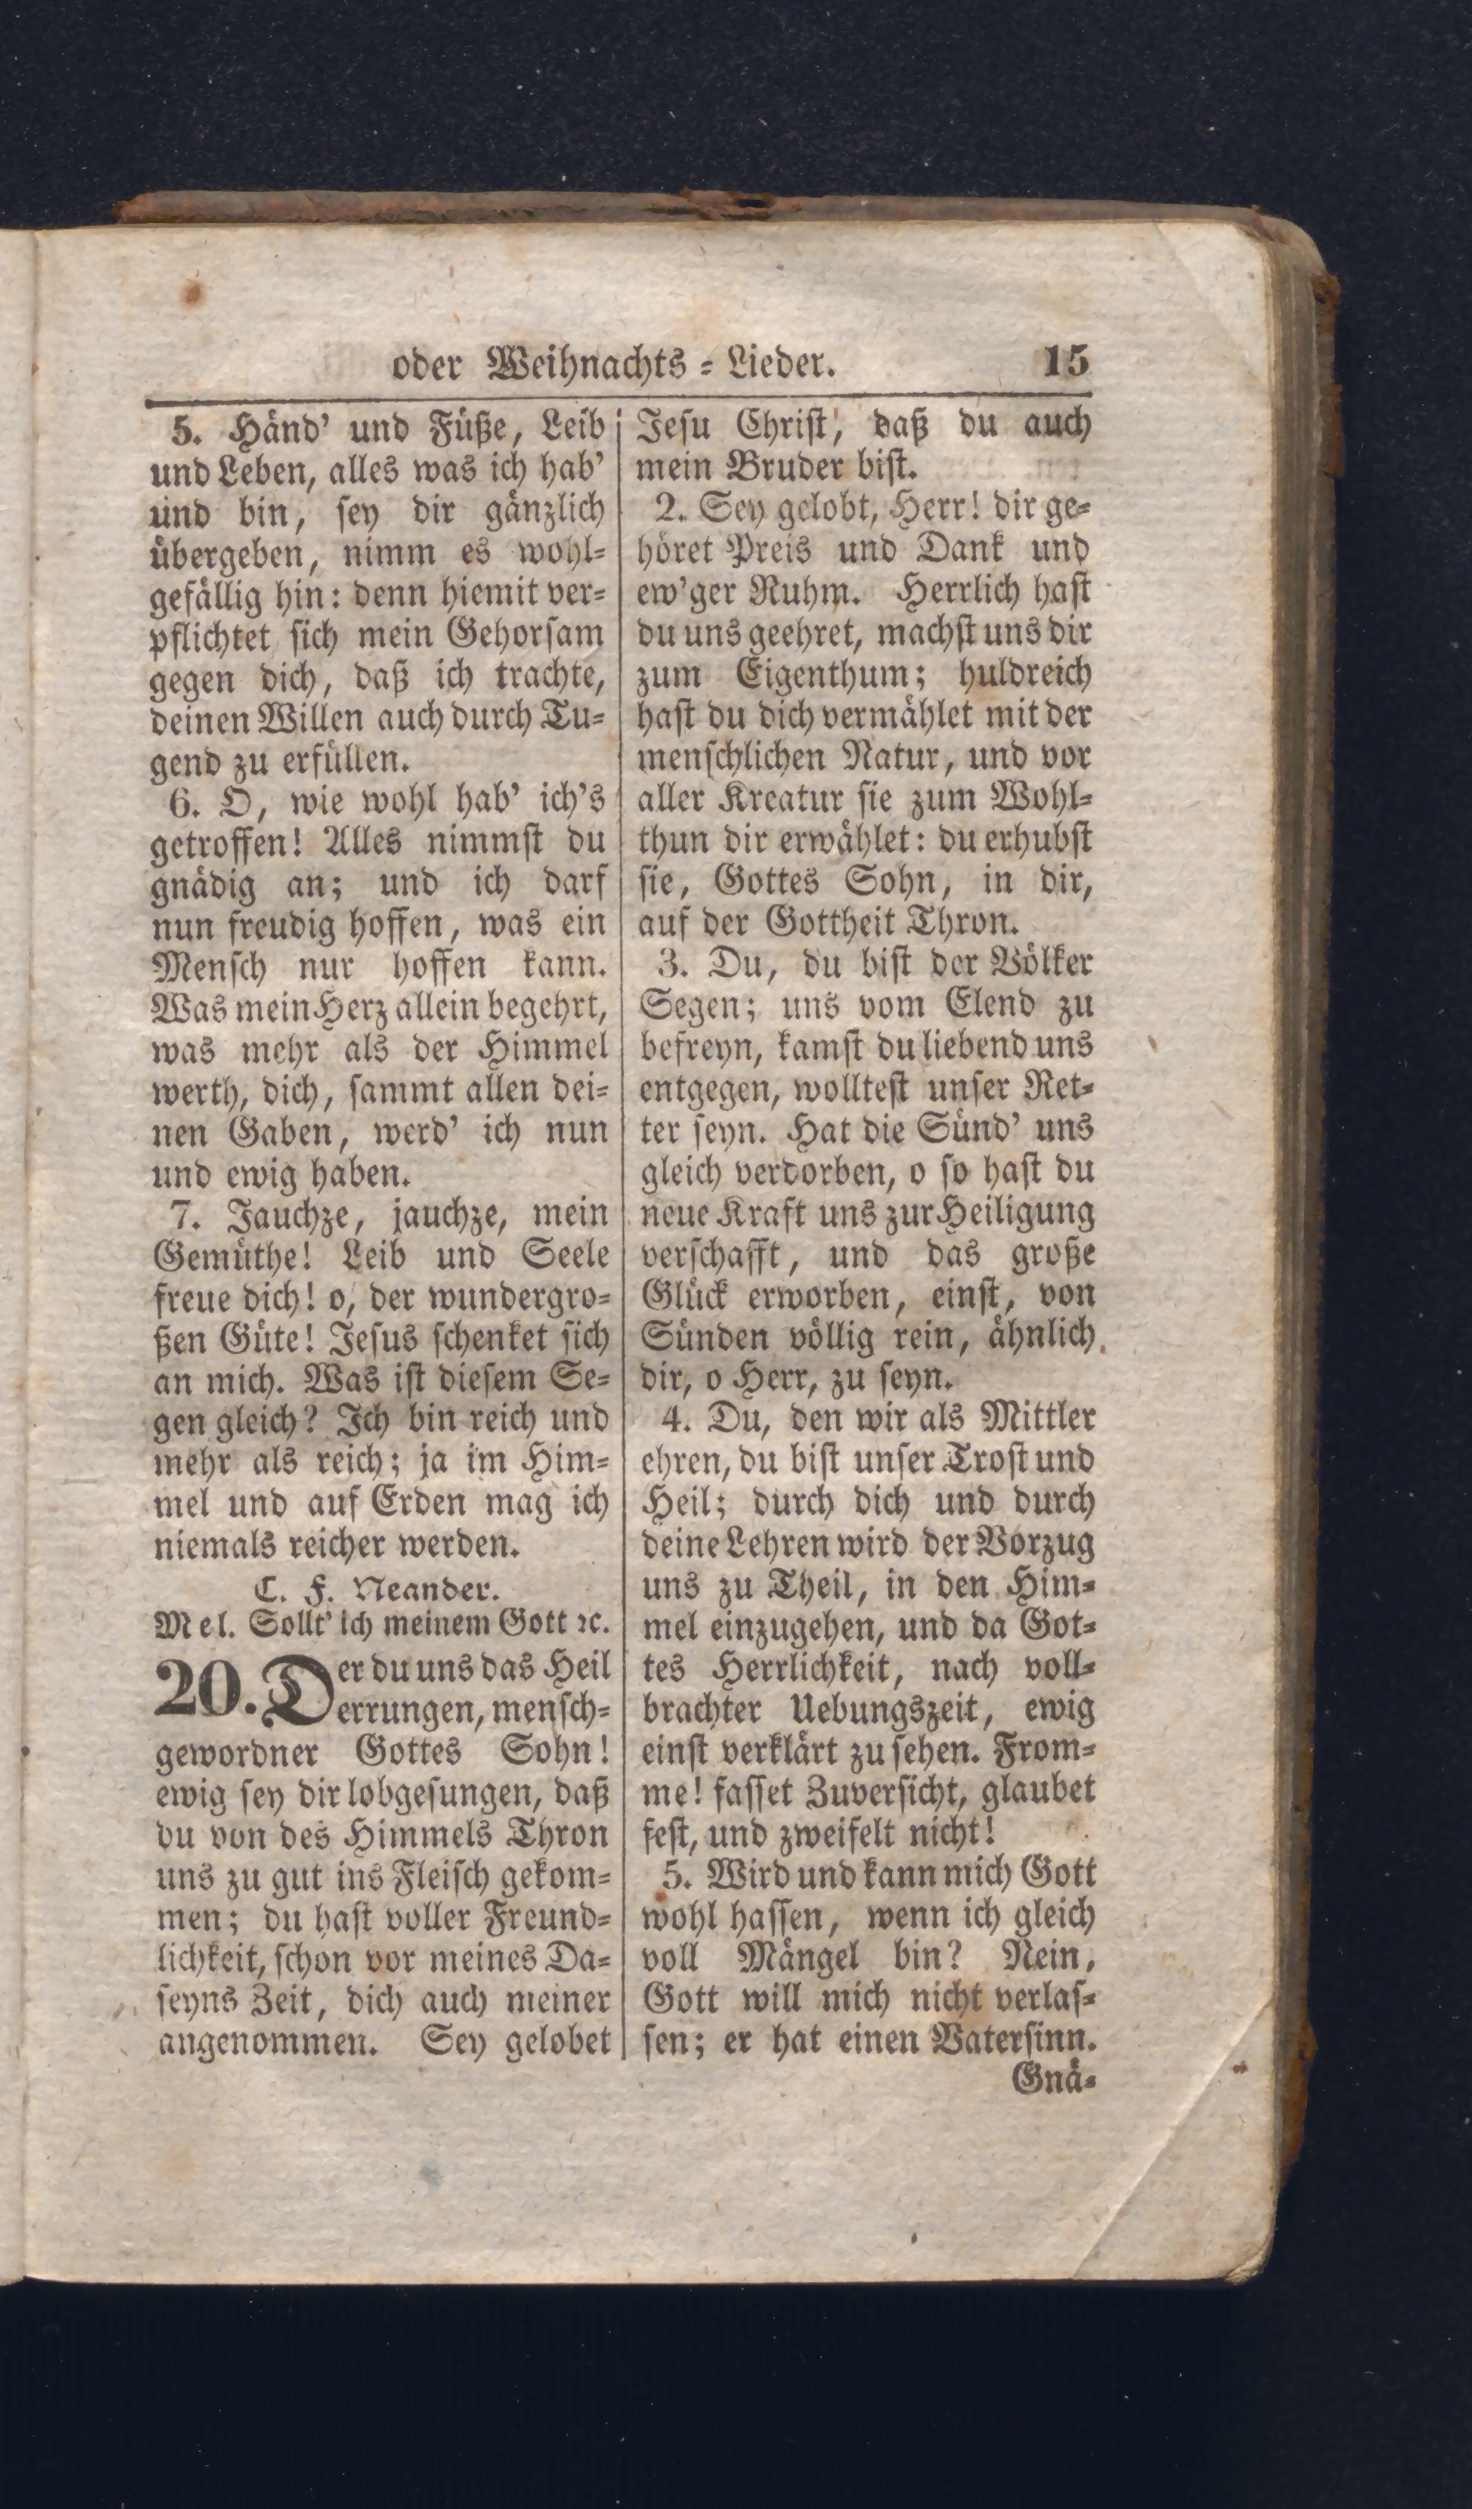 oder Weihnachts-Lieder. 15
5. Händ' und Füße, Leib
und Leben, alles was ich hab'
und bin, sey dir gänzlich
übergeben, nimm es wohl-
gefällig hin: denn hiemit ver-
pflichtet sich mein Gehorsam
gegen dich, daß ich trachte,
deinen Willen auch durch Tu-
gend zu erfüllen.
6. O, wie wohl hab' ich's
getroffen! Alles nimmst du
gnädig an; und ich darf
nun freudig hoffen, was ein
Mensch nur hoffen kann.
Was mein Herz allein begehrt,
was mehr als der Himmel
werth, dich, sammt allen dei-
nen Gaben, werd' ich nun
und ewig haben.
7. Jauchze, jauchze, mein
Gemüthe! Leib und Seele
freue dich! o, der wundergro-
ßen Güte! Jesus schenket sich
an mich. Was ist diesem Se-
gen gleich? Ich bin reich und
mehr als reich; ja im Him-
mel und auf Erden mag ich
niemals reicher werden.
C. F. Neander.
Mel. Sollt' ich meinem Gott ꝛc.
20. Der du uns das Heil
errungen, mensch-
gewordner Gottes Sohn!
ewig sey dir lobgesungen, daß
du von des Himmels Thron
uns zu gut ins Fleisch gekom-
men; du hast voller Freund-
lichkeit, schon vor meines Da-
seyns Zeit, dich auch meiner
angenommen. Sey gelobet
Jesu Christ, daß du auch
mein Bruder bist.
2. Sey gelobt, Herr! dir ge-
höret Preis und Dank und
ew'ger Ruhm. Herrlich hast
du uns geehret, machst uns dir
zum Eigenthum; huldreich
hast du dich vermählet mit der
menschlichen Natur, und vor
aller Kreatur sie zum Wohl-
thun dir erwählet: du erhubst
sie, Gottes Sohn, in dir,
auf der Gottheit Thron.
3. Du, du bist der Völker
Segen; uns vom Elend zu
befreyn, kamst du liebend uns
entgegen, wolltest unser Ret-
ter seyn. Hat die Sünd' uns
gleich verdorben, o so hast du
neue Kraft uns zur Heiligung
verschafft, und das große
Glück erworben, einst, von
Sünden völlig rein, ähnlich
dir, o Herr, zu seyn.
4. Du, den wir als Mittler
ehren, du bist unser Trost und
Heil; durch dich und durch
deine Lehren wird der Vorzug
uns zu Theil, in den Him-
mel einzugehen, und da Got-
tes Herrlichkeit, nach voll-
brachter Uebungszeit, ewig
einst verklärt zu sehen. From-
me! fasset Zuversicht, glaubet
fest, und zweifelt nicht!
5. Wird und kann mich Gott
wohl hassen, wenn ich gleich
voll Mängel bin? Nein,
Gott will mich nicht verlas-
sen; er hat einen Vatersinn.
Gnä-